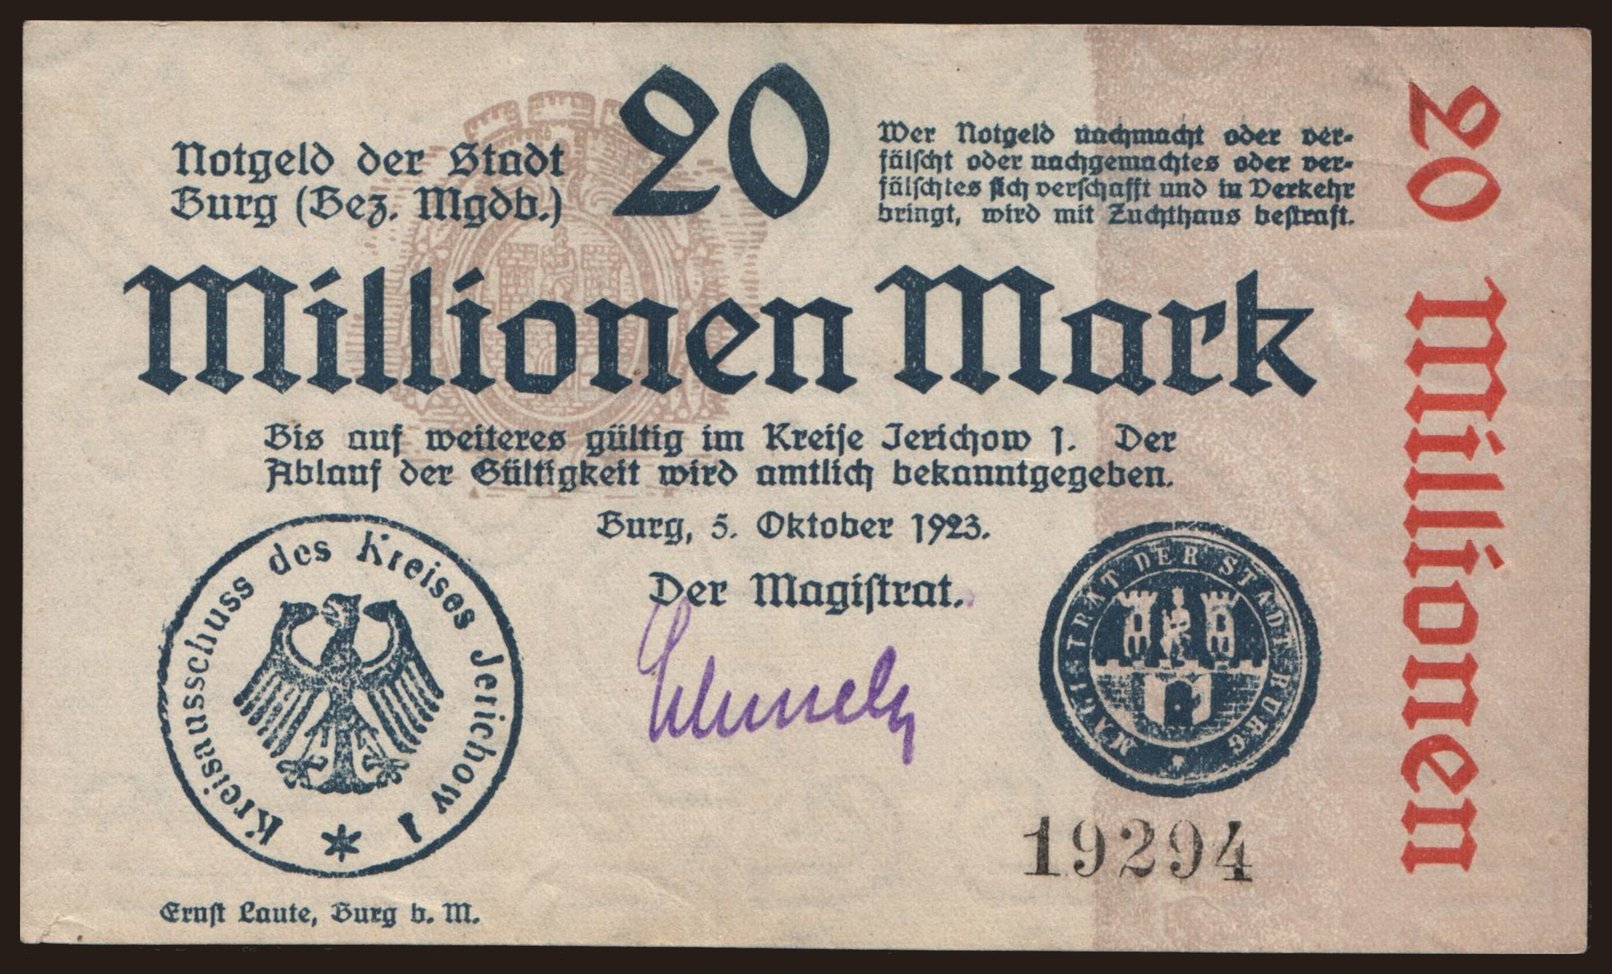 Notgeld der Stadt
Burg (Bez. Mgdb.)
20
Wer Notgeld nachmacht oder ver-
fälscht oder nachgemachtes oder ver-
fälschtes sich verschafft und in Verkehr
bringt, wird mit Zuchthaus bestraft.
Millionen Mark
Bis auf weiteres gültig im Kreise Jerichow 1. Der
Ablauf der Gültigkeit wird amtlich bekanntgegeben.
Burg, 5. Oktober 1923.
Der Magistrat.
Kreisausschuss des Kreises Jerichow 1
MAGISTRAT DER STADT BURG
19294
Ernst Laute, Burg b. M.
20 Millionen